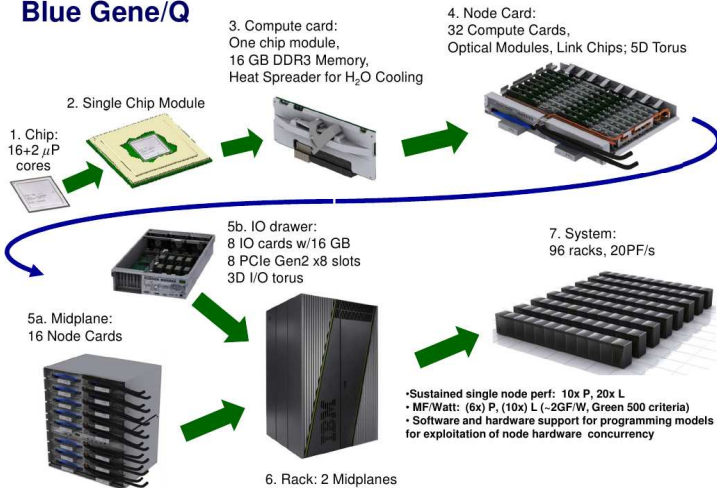 Blue Gene/Q
1. Chip:
16+2 μP
cores
2. Single Chip Module
3. Compute card:
One chip module,
16 GB DDR3 Memory,
Heat Spreader for H₂O Cooling
4. Node Card:
32 Compute Cards,
Optical Modules, Link Chips; 5D Torus
5a. Midplane:
16 Node Cards
5b. IO drawer:
8 IO cards w/16 GB
8 PCIe Gen2 x8 slots
3D I/O torus
IBM
6. Rack: 2 Midplanes
7. System:
96 racks, 20PF/s
•Sustained single node perf: 10x P, 20x L
• MF/Watt: (6x) P, (10x) L (~2GF/W, Green 500 criteria)
• Software and hardware support for programming models
for exploitation of node hardware concurrency